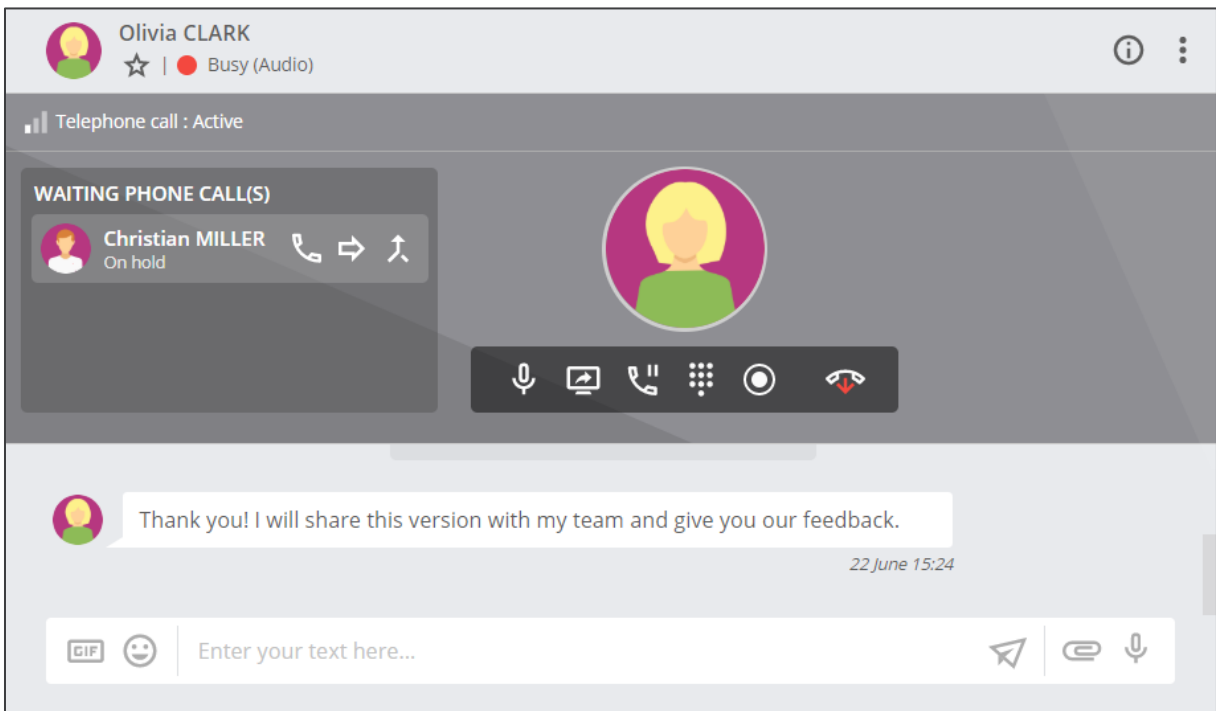 Olivia CLARK
| Busy (Audio)
Telephone call : Active
WAITING PHONE CALL(S)
Christian MILLER
On hold
Thank you! I will share this version with my team and give you our feedback.
22 June 15:24
GIF
Enter your text here...